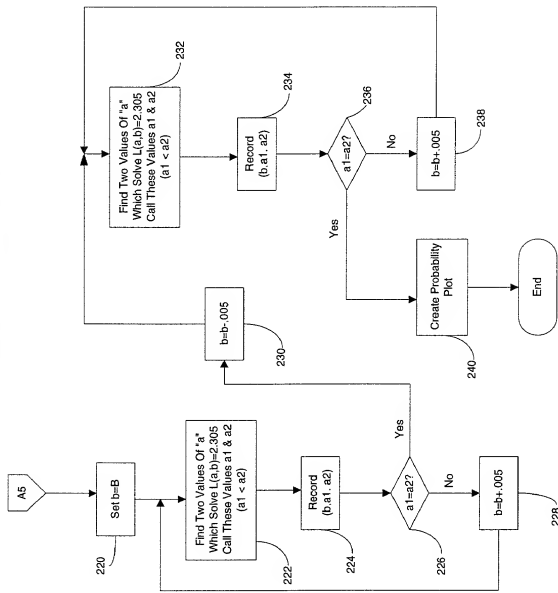 A5
Set b=B
220
Find Two Values Of "a"
Which Solve L(a,b)=2.305
Call These Values a1 & a2
(a1 < a2)
222
Record
(b.a1. a2)
224
a1=a2?
226
Yes
No
b=b+.005
228
b=b-.005
230
Find Two Values Of "a"
Which Solve L(a,b)=2.305
Call These Values a1 & a2
(a1 < a2)
232
Record
(b.a1. a2)
234
a1=a2?
236
Yes
No
b=b+.005
238
Create Probability
Plot
240
End